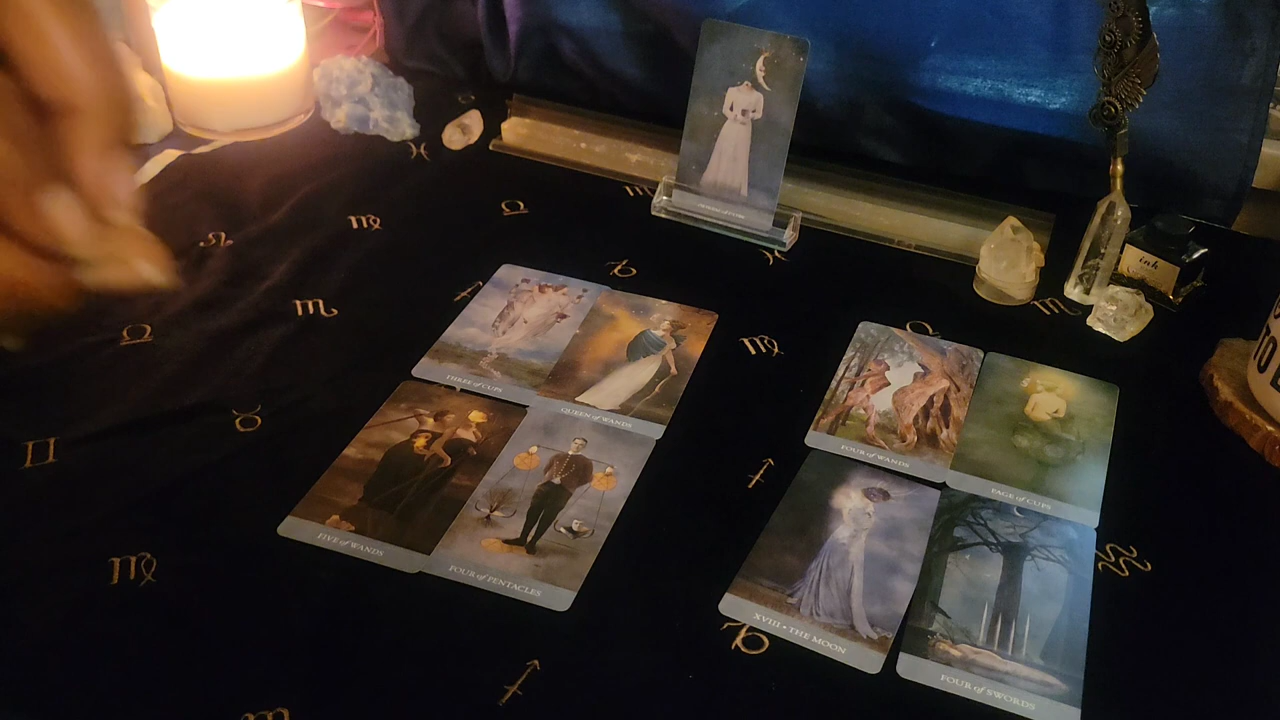 ink
THREE of CUPS
QUEEN of WANDS
FIVE of WANDS
FOUR of PENTACLES
FOUR of WANDS
PAGE of CUPS
XVIII • THE MOON
FOUR of SWORDS